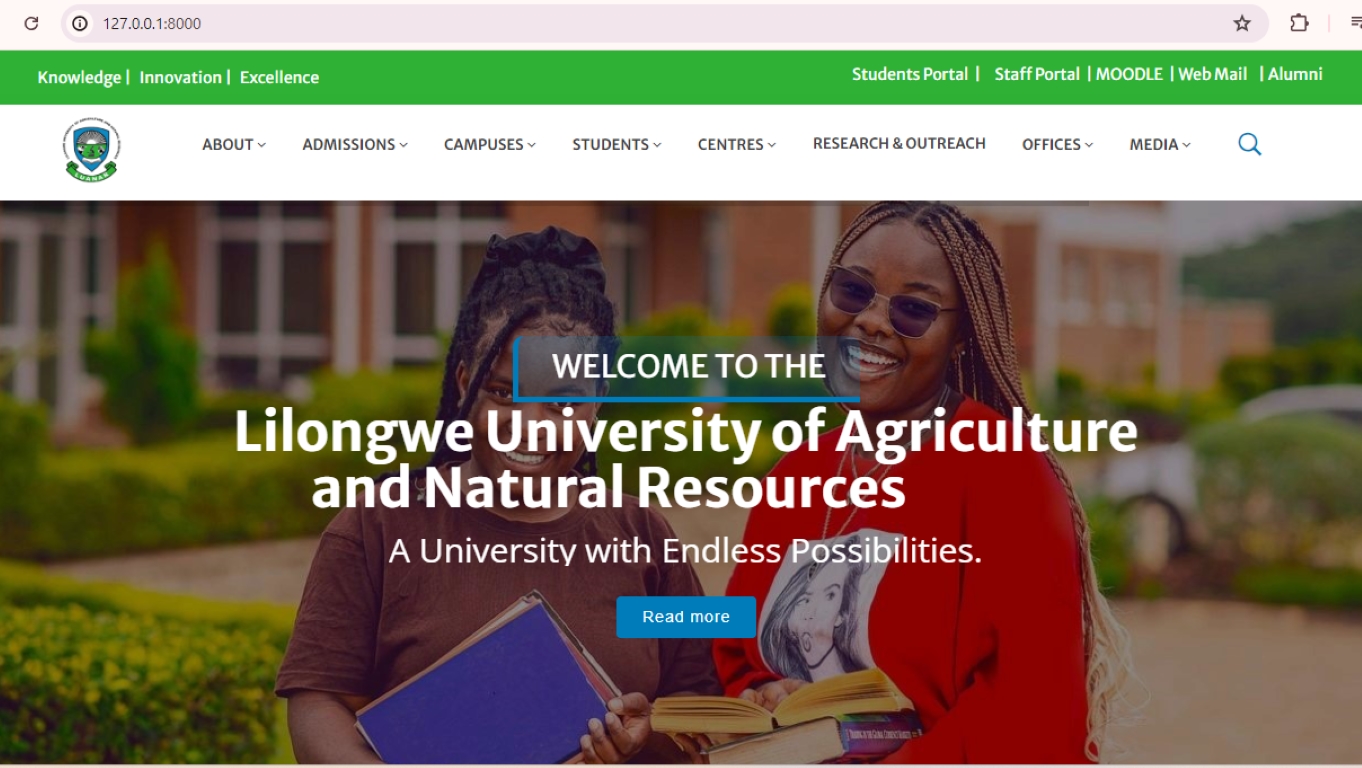 127.0.0.1:8000
Knowledge | Innovation | Excellence
Students Portal | Staff Portal | MOODLE | Web Mail | Alumni
LUANAR
ABOUT ADMISSIONS CAMPUSES STUDENTS CENTRES RESEARCH & OUTREACH OFFICES MEDIA
WELCOME TO THE
Lilongwe University of Agriculture
and Natural Resources
A University with Endless Possibilities.
Read more